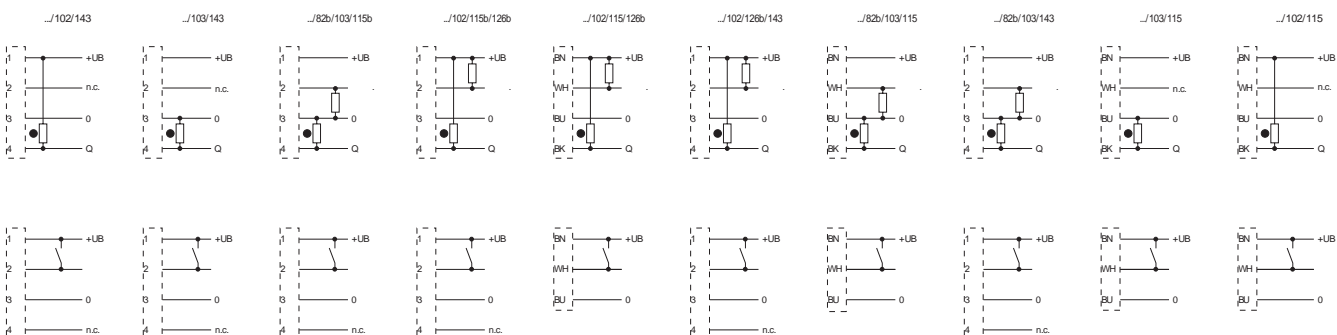 .../102/143 .../103/143 .../82b/103/115b .../102/115b/126b .../102/115/126b .../102/126b/143 .../82b/103/115 .../82b/103/143 .../103/115 .../102/115
1 +UB 1 +UB 1 +UB 1 +UB BN +UB 1 +UB BN +UB 1 +UB BN +UB BN +UB
2 n.c. 2 n.c. 2 2 WH 2 WH 2 WH n.c. WH n.c.
3 0 3 0 3 0 3 0 BU 0 3 0 BU 0 3 0 BU 0 BU 0
4 Q 4 Q 4 Q 4 Q BK Q 4 Q BK Q 4 Q BK Q BK Q
1 +UB 1 +UB 1 +UB 1 +UB BN +UB 1 +UB BN +UB 1 +UB BN +UB BN +UB
2 2 2 2 WH 2 WH 2 WH WH
3 0 3 0 3 0 3 0 BU 0 3 0 BU 0 3 0 BU 0 BU 0
4 n.c. 4 n.c. 4 n.c. 4 n.c. 4 n.c. 4 n.c.